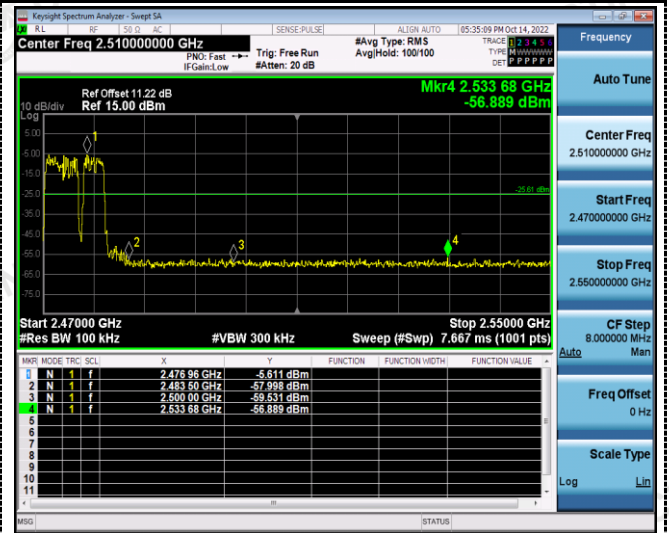 Keysight Spectrum Analyzer - Swept SA
RL RF 50 Ω AC SENSE:PULSE ALIGN AUTO 05:35:09 PM Oct 14, 2022
Center Freq 2.510000000 GHz
PNO: Fast
IFGain:Low
Trig: Free Run
#Atten: 20 dB
#Avg Type: RMS
Avg|Hold: 100/100
TRACE 1 2 3 4 5 6
TYPE M WWWWW
DET P P P P P P
Ref Offset 11.22 dB
10 dB/div Ref 15.00 dBm
Log
Mkr4 2.533 68 GHz
-56.889 dBm
5.00
-5.00
-15.0
-25.0
-35.0
-45.0
-55.0
-65.0
-75.0
-25.61 dBm
1
2
3
4
Start 2.47000 GHz Stop 2.55000 GHz
#Res BW 100 kHz #VBW 300 kHz Sweep (#Swp) 7.667 ms (1001 pts)
MKR MODE TRC SCL X Y FUNCTION FUNCTION WIDTH FUNCTION VALUE
1 N 1 f 2.476 96 GHz -5.611 dBm
2 N 1 f 2.483 50 GHz -57.998 dBm
3 N 1 f 2.500 00 GHz -59.531 dBm
4 N 1 f 2.533 68 GHz -56.889 dBm
5
6
7
8
9
10
11
MSG STATUS
Frequency
Auto Tune
Center Freq
2.510000000 GHz
Start Freq
2.470000000 GHz
Stop Freq
2.550000000 GHz
CF Step
8.000000 MHz
Auto Man
Freq Offset
0 Hz
Scale Type
Log Lin